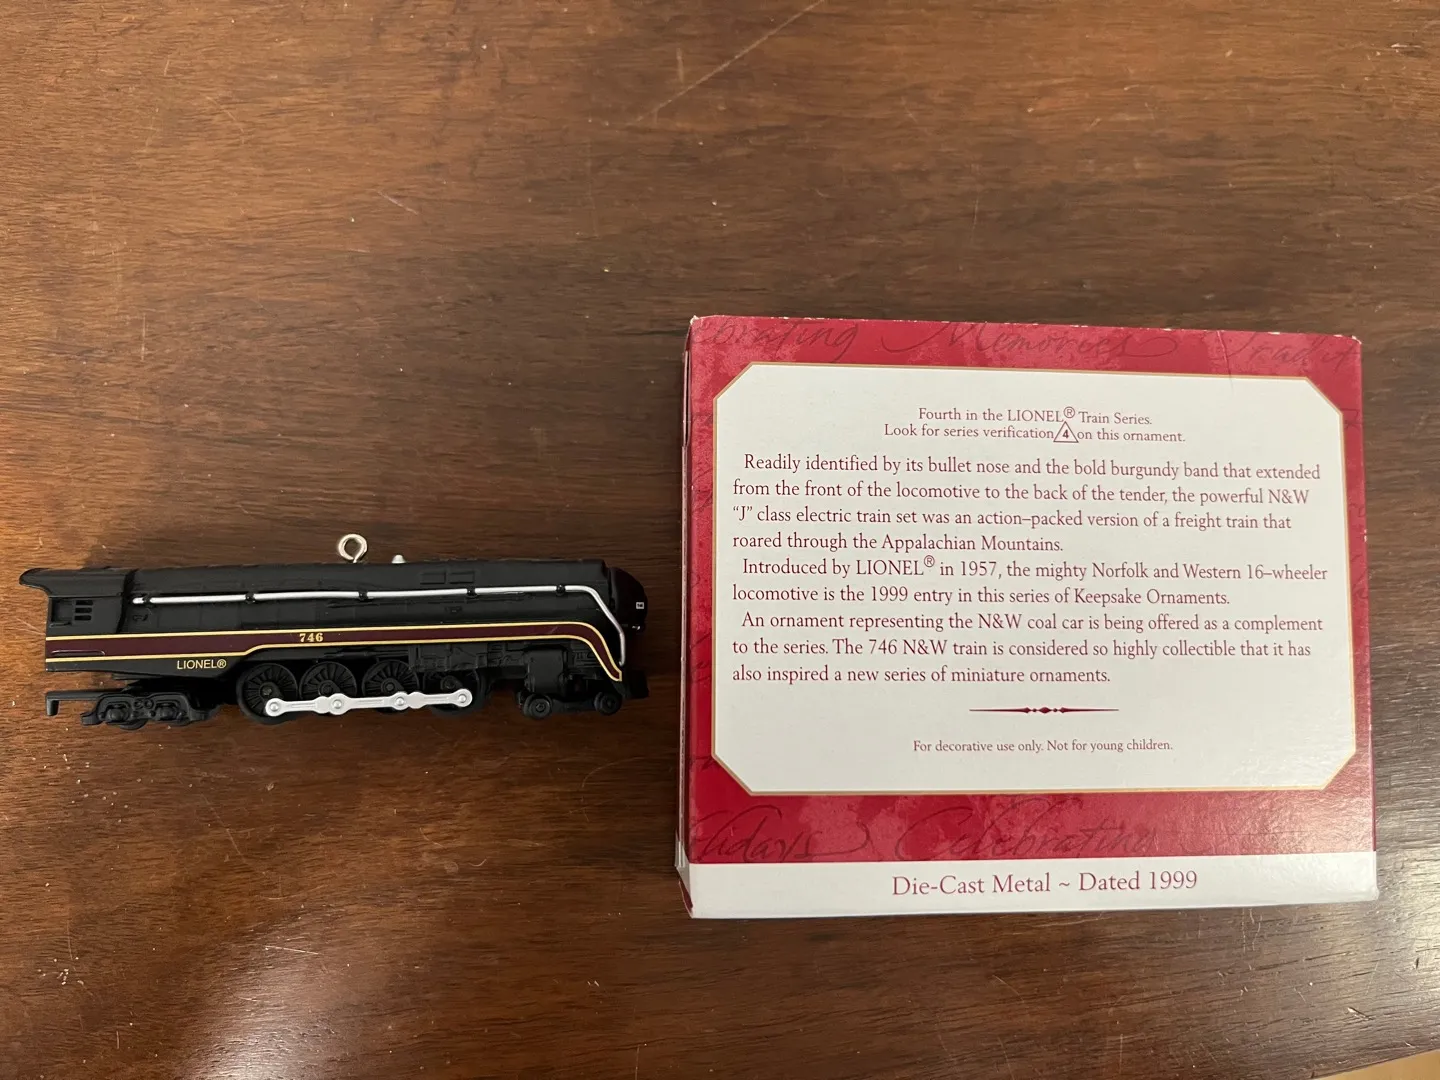 746
LIONEL®
ebrating Memories Tradit
Fourth in the LIONEL® Train Series.
Look for series verification 4 on this ornament.
Readily identified by its bullet nose and the bold burgundy band that extended
from the front of the locomotive to the back of the tender, the powerful N&W
“J” class electric train set was an action–packed version of a freight train that
roared through the Appalachian Mountains.
Introduced by LIONEL® in 1957, the mighty Norfolk and Western 16–wheeler
locomotive is the 1999 entry in this series of Keepsake Ornaments.
An ornament representing the N&W coal car is being offered as a complement
to the series. The 746 N&W train is considered so highly collectible that it has
also inspired a new series of miniature ornaments.
For decorative use only. Not for young children.
lidays Celebrating
Die-Cast Metal ~ Dated 1999